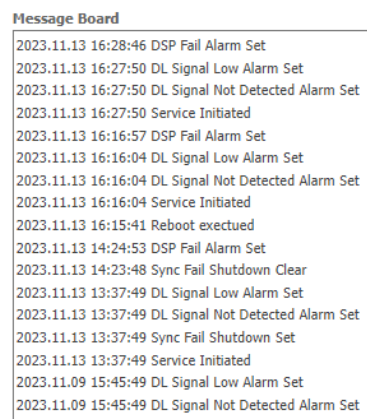 Message Board
2023.11.13 16:28:46 DSP Fail Alarm Set
2023.11.13 16:27:50 DL Signal Low Alarm Set
2023.11.13 16:27:50 DL Signal Not Detected Alarm Set
2023.11.13 16:27:50 Service Initiated
2023.11.13 16:16:57 DSP Fail Alarm Set
2023.11.13 16:16:04 DL Signal Low Alarm Set
2023.11.13 16:16:04 DL Signal Not Detected Alarm Set
2023.11.13 16:16:04 Service Initiated
2023.11.13 16:15:41 Reboot exectued
2023.11.13 14:24:53 DSP Fail Alarm Set
2023.11.13 14:23:48 Sync Fail Shutdown Clear
2023.11.13 13:37:49 DL Signal Low Alarm Set
2023.11.13 13:37:49 DL Signal Not Detected Alarm Set
2023.11.13 13:37:49 Sync Fail Shutdown Set
2023.11.13 13:37:49 Service Initiated
2023.11.09 15:45:49 DL Signal Low Alarm Set
2023.11.09 15:45:49 DL Signal Not Detected Alarm Set